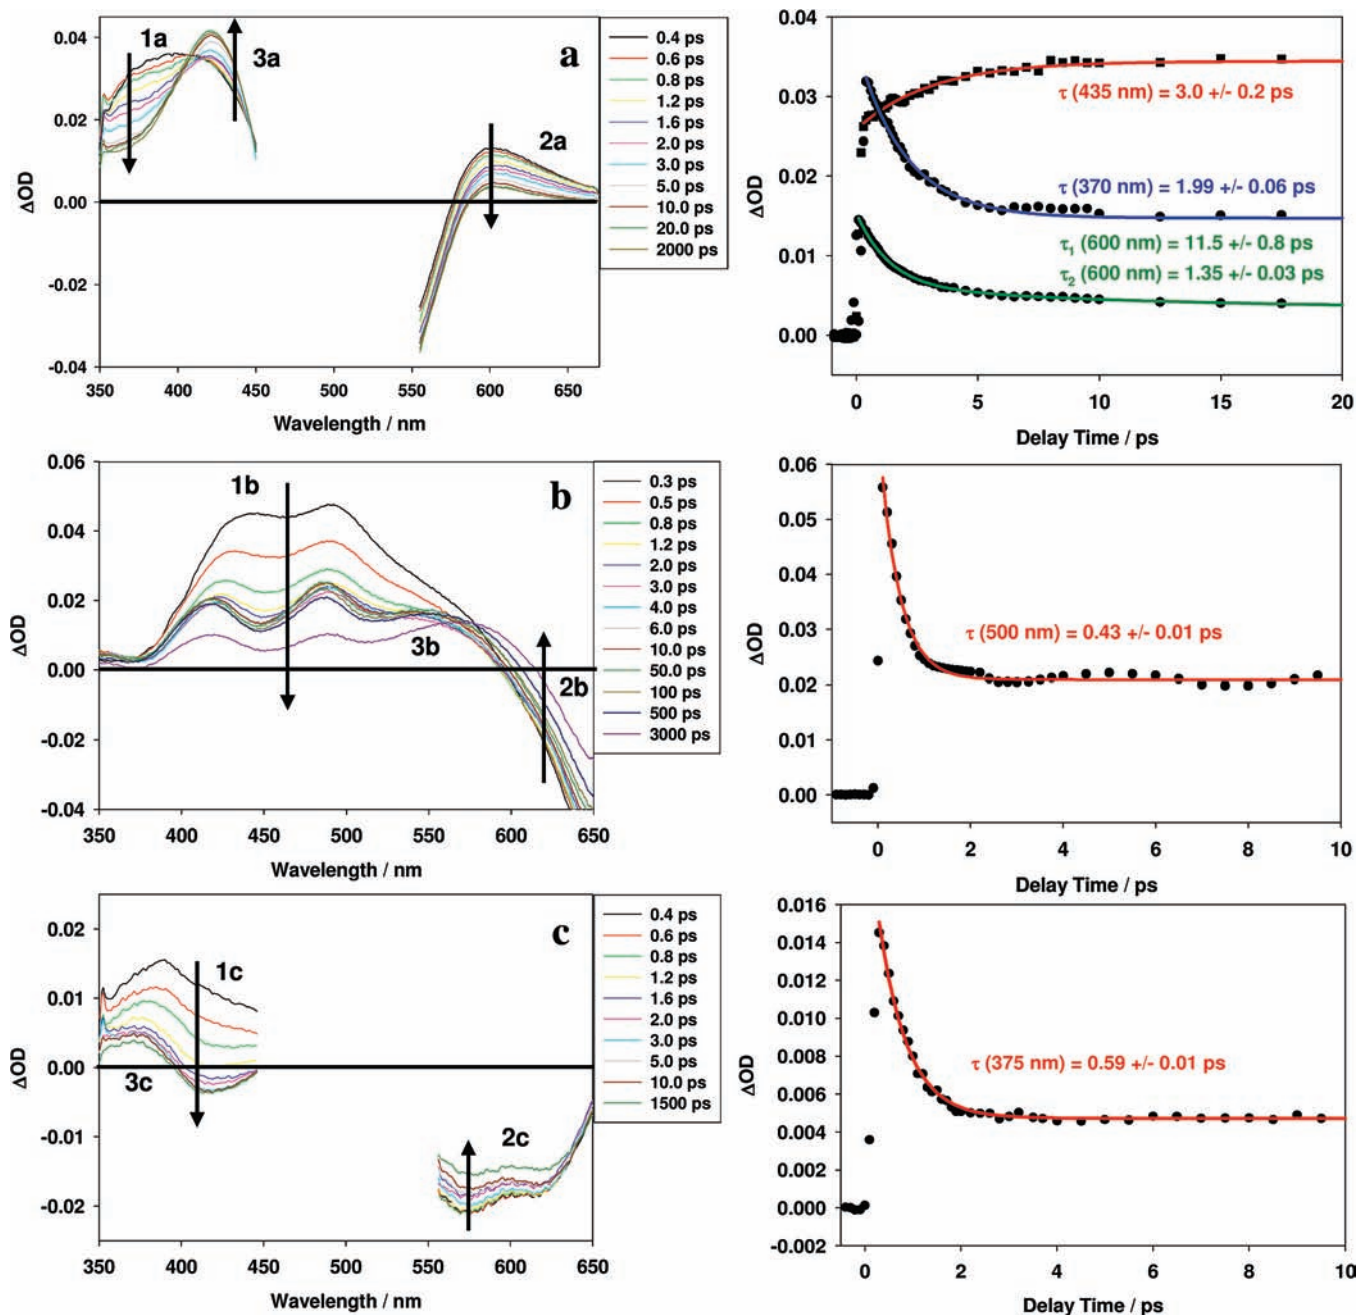 0.04
0.02
0.00
-0.02
-0.04
ΔOD
1a
3a
a
2a
350 400 450 500 550 600 650
Wavelength / nm
0.4 ps
0.6 ps
0.8 ps
1.2 ps
1.6 ps
2.0 ps
3.0 ps
5.0 ps
10.0 ps
20.0 ps
2000 ps
0.04
0.03
0.02
0.01
0.00
ΔOD
τ (435 nm) = 3.0 +/- 0.2 ps
τ (370 nm) = 1.99 +/- 0.06 ps
τ1 (600 nm) = 11.5 +/- 0.8 ps
τ2 (600 nm) = 1.35 +/- 0.03 ps
0 5 10 15 20
Delay Time / ps
0.06
0.04
0.02
0.00
-0.02
-0.04
ΔOD
1b
b
3b
2b
350 400 450 500 550 600 650
Wavelength / nm
0.3 ps
0.5 ps
0.8 ps
1.2 ps
2.0 ps
3.0 ps
4.0 ps
6.0 ps
10.0 ps
50.0 ps
100 ps
500 ps
3000 ps
0.06
0.05
0.04
0.03
0.02
0.01
0.00
ΔOD
τ (500 nm) = 0.43 +/- 0.01 ps
0 2 4 6 8 10
Delay Time / ps
0.02
0.01
0.00
-0.01
-0.02
ΔOD
c
1c
3c
2c
350 400 450 500 550 600 650
Wavelength / nm
0.4 ps
0.6 ps
0.8 ps
1.2 ps
1.6 ps
2.0 ps
3.0 ps
5.0 ps
10.0 ps
1500 ps
0.016
0.014
0.012
0.010
0.008
0.006
0.004
0.002
0.000
-0.002
ΔOD
τ (375 nm) = 0.59 +/- 0.01 ps
0 2 4 6 8 10
Delay Time / ps